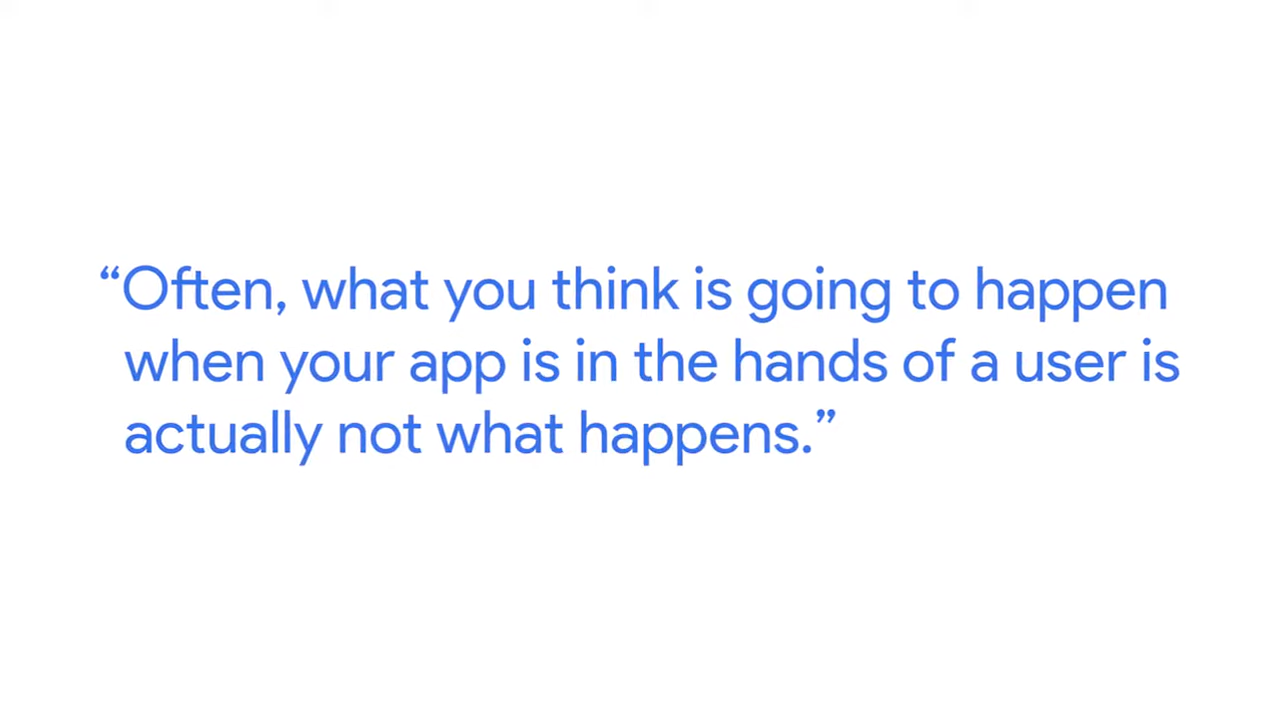 “Often, what you think is going to happen
when your app is in the hands of a user is
actually not what happens.”